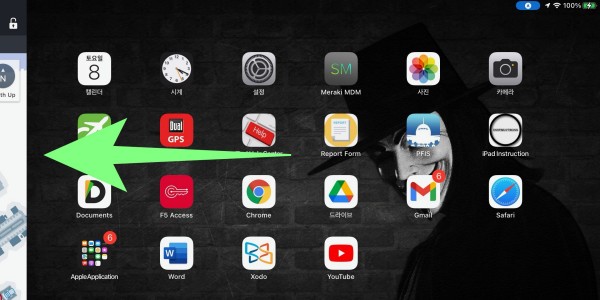 100%
N
th Up
토요일
8
캘린더
시계
설정
SM
Meraki MDM
사진
카메라
Dual
GPS
Help
Report Form
PFIS
iPad Instruction
Documents
F5 Access
Chrome
드라이브
6
Gmail
Safari
6
AppleApplication
W
Word
Xodo
YouTube